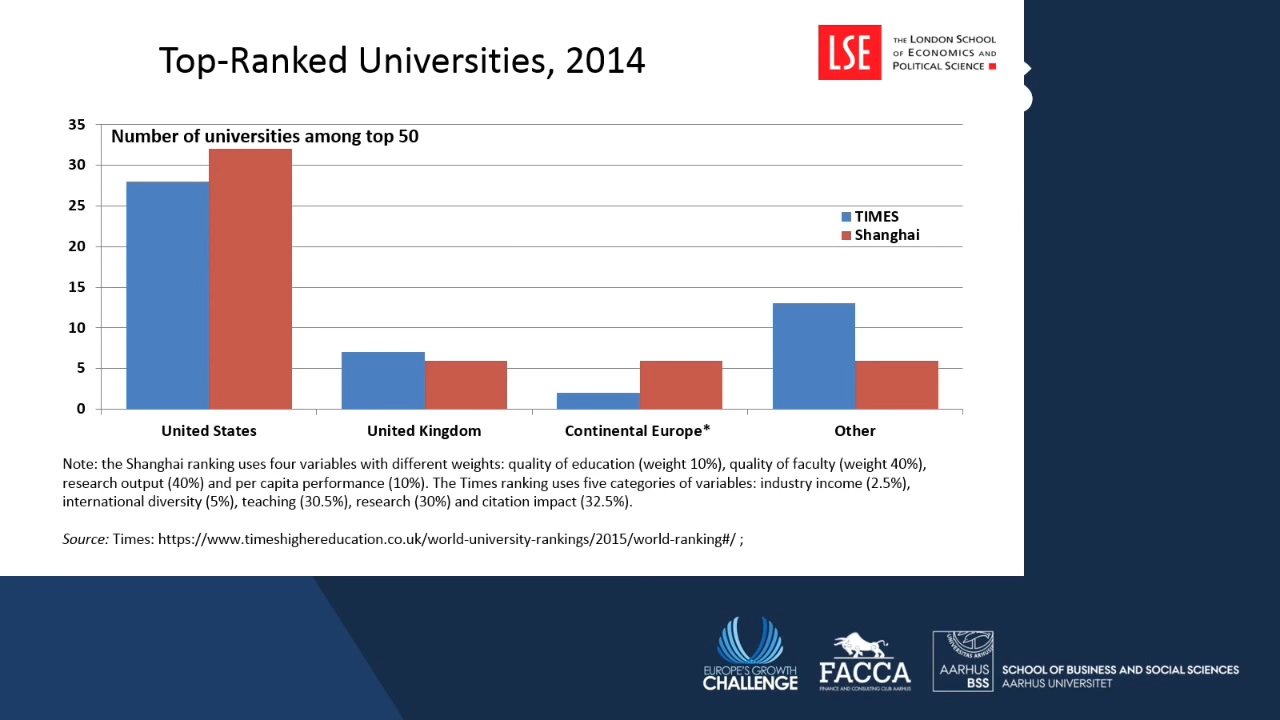 Top-Ranked Universities, 2014
LSE
THE LONDON SCHOOL
OF ECONOMICS AND
POLITICAL SCIENCE
Number of universities among top 50
35
30
25
20
15
10
5
0
TIMES
Shanghai
United States
United Kingdom
Continental Europe*
Other
Note: the Shanghai ranking uses four variables with different weights: quality of education (weight 10%), quality of faculty (weight 40%),
research output (40%) and per capita performance (10%). The Times ranking uses five categories of variables: industry income (2.5%),
international diversity (5%), teaching (30.5%), research (30%) and citation impact (32.5%).
Source: Times: https://www.timeshighereducation.co.uk/world-university-rankings/2015/world-ranking#/ ;
EUROPE'S GROWTH
CHALLENGE
FACCA
FINANCE AND CONSULTING CLUB AARHUS
AARHUS
BSS
SCHOOL OF BUSINESS AND SOCIAL SCIENCES
AARHUS UNIVERSITET